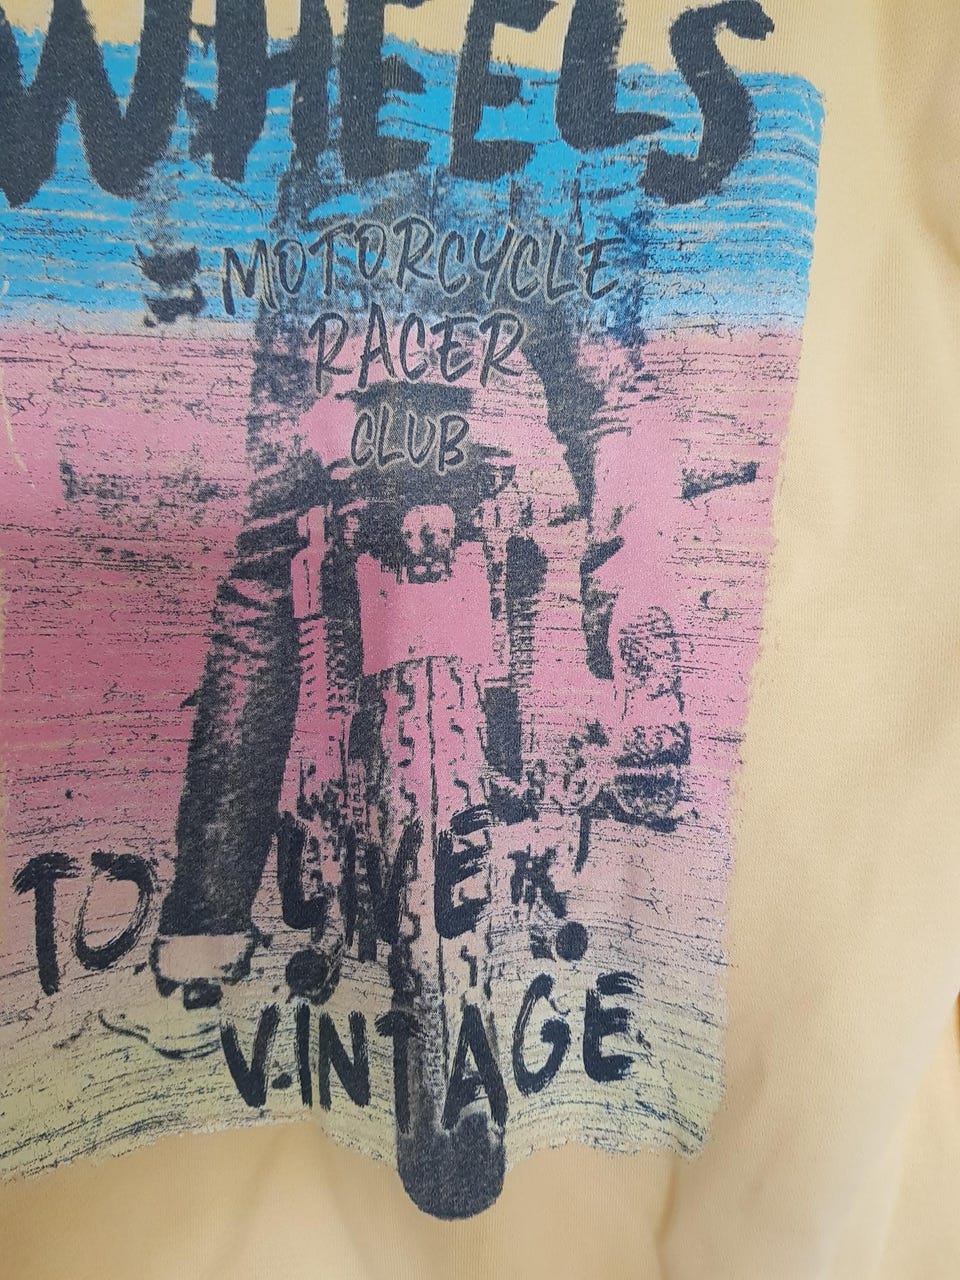 WHEELS
MOTORCYCLE
RACER
CLUB
TO LIVE
VINTAGE